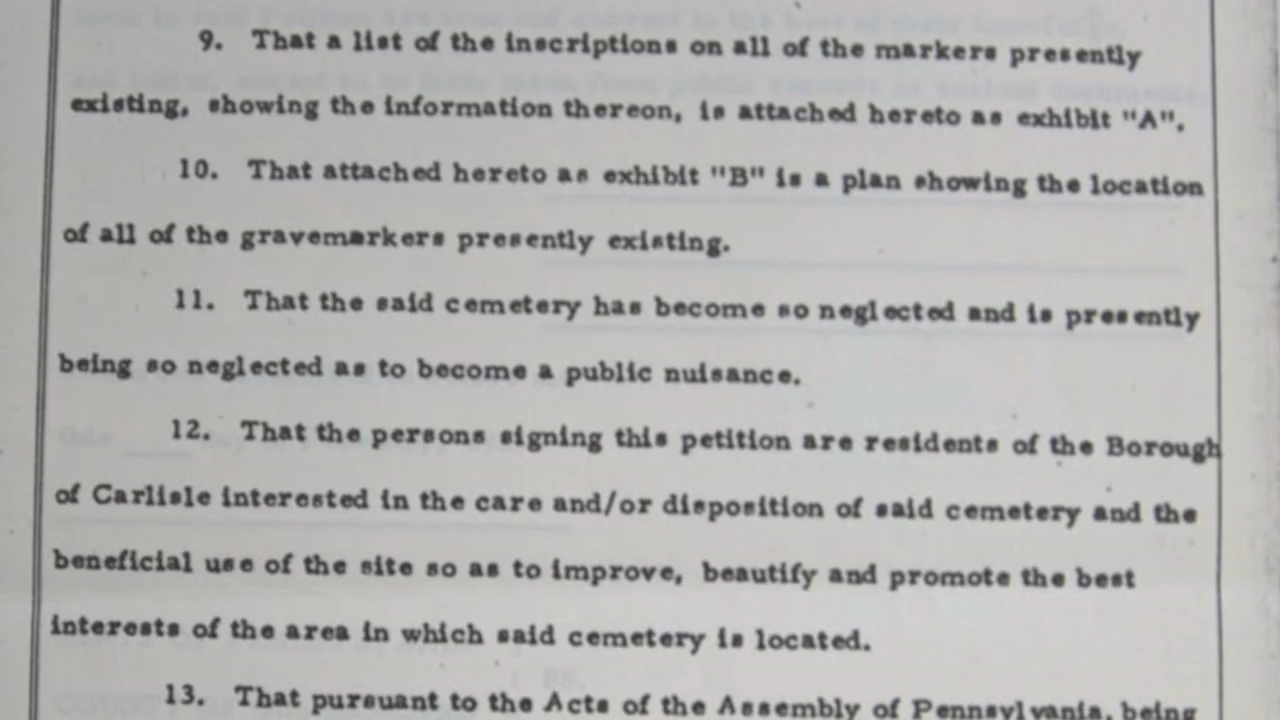 9. That a list of the inscriptions on all of the markers presently
existing, showing the information thereon, is attached hereto as exhibit "A".
10. That attached hereto as exhibit "B" is a plan showing the location
of all of the gravemarkers presently existing.
11. That the said cemetery has become so neglected and is presently
being so neglected as to become a public nuisance.
12. That the persons signing this petition are residents of the Borough
of Carlisle interested in the care and/or disposition of said cemetery and the
beneficial use of the site so as to improve, beautify and promote the best
interests of the area in which said cemetery is located.
13. That pursuant to the Acts of the Assembly of Pennsylvania, being